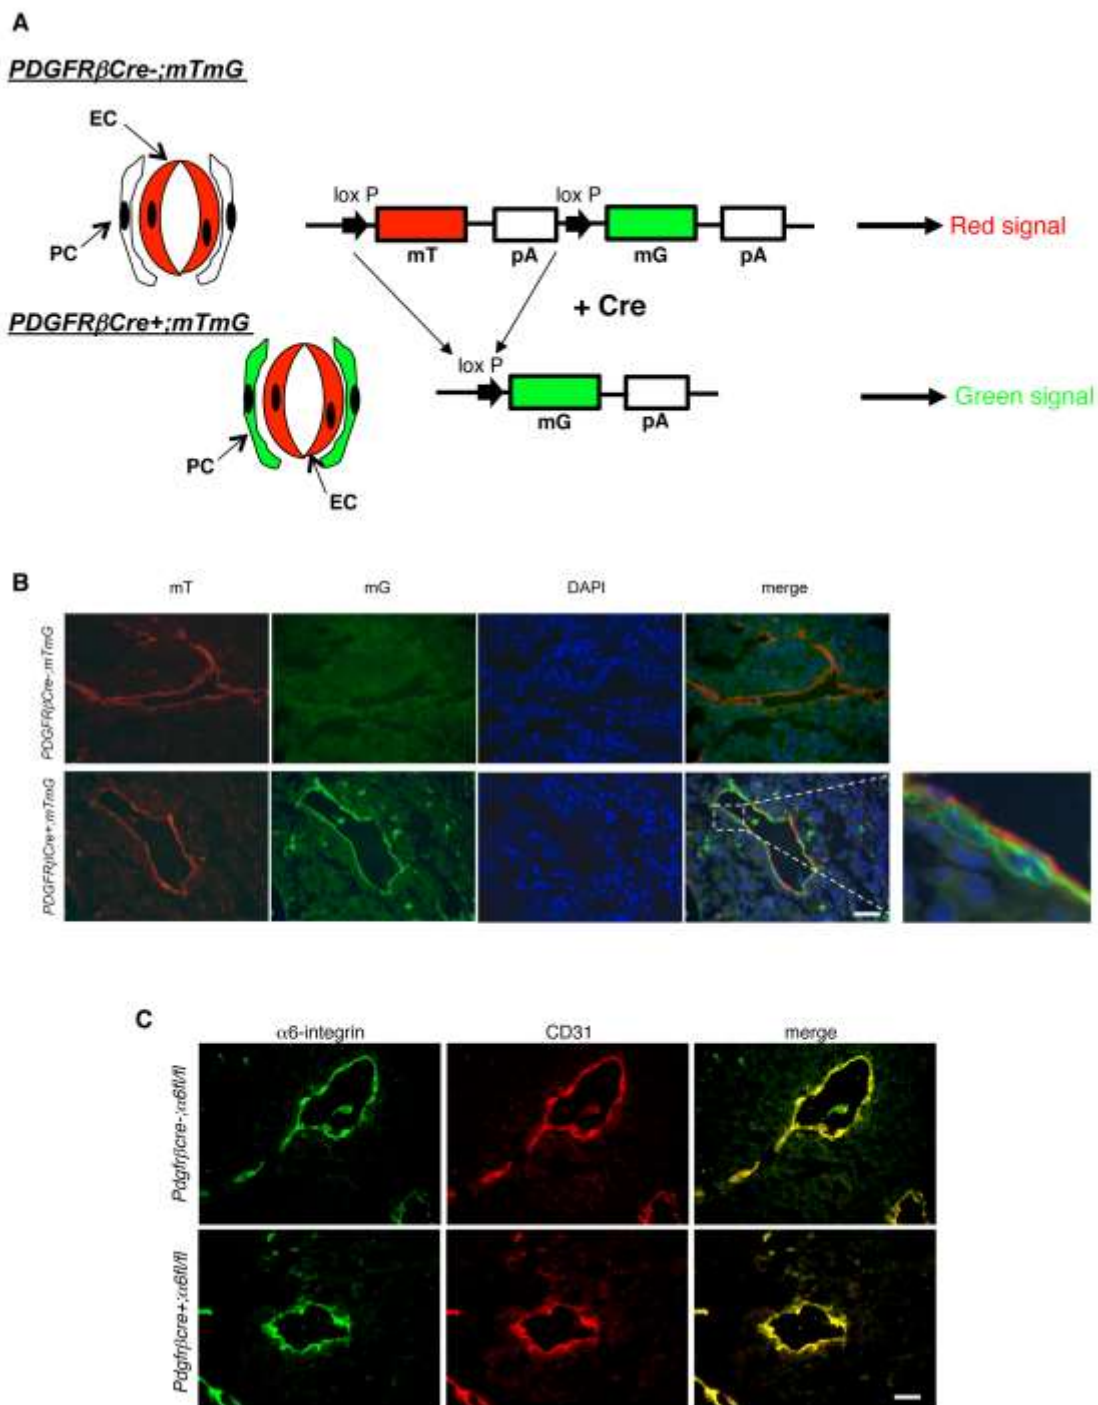 A
PDGFRβCre-;mTmG
EC
PC
lox P
lox P
mT
pA
mG
pA
Red signal
+ Cre
PDGFRβCre+;mTmG
lox P
mG
pA
Green signal
PC
EC
B
mT
mG
DAPI
merge
PDGFRβCre-;mTmG
PDGFRβCre+;mTmG
C
α6-integrin
CD31
merge
Pdgfrβcre-;α6fl/fl
Pdgfrβcre+;α6fl/fl